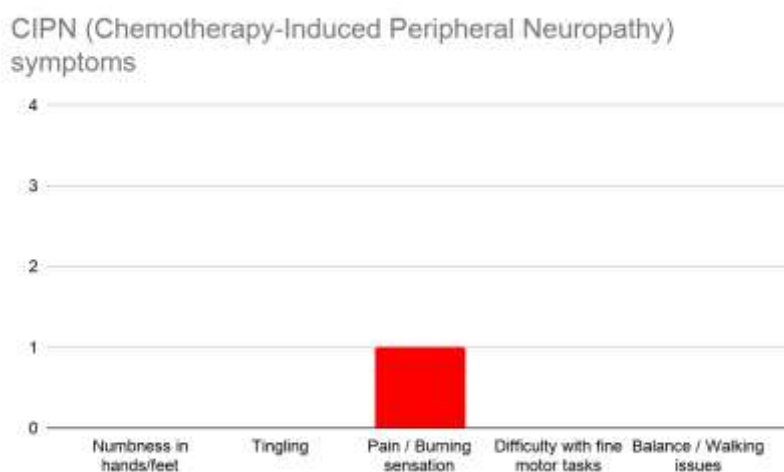 CIPN (Chemotherapy-Induced Peripheral Neuropathy)
symptoms
4
3
2
1
0
Numbness in
hands/feet
Tingling
Pain / Burning
sensation
Difficulty with fine
motor tasks
Balance / Walking
issues